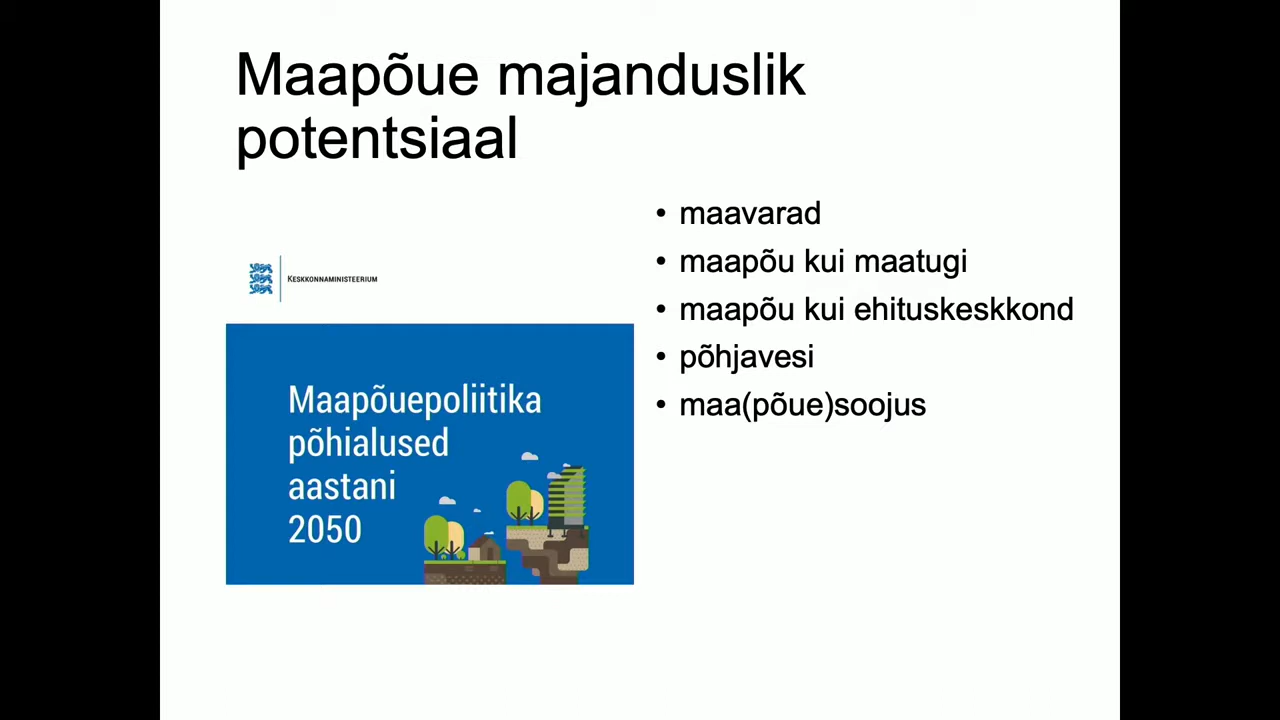 Maapõue majanduslik
potentsiaal
KESKKONNAMINISTEERIUM
Maapõuepoliitika
põhialused
aastani
2050
• maavarad
• maapõu kui maatugi
• maapõu kui ehituskeskkond
• põhjavesi
• maa(põue)soojus